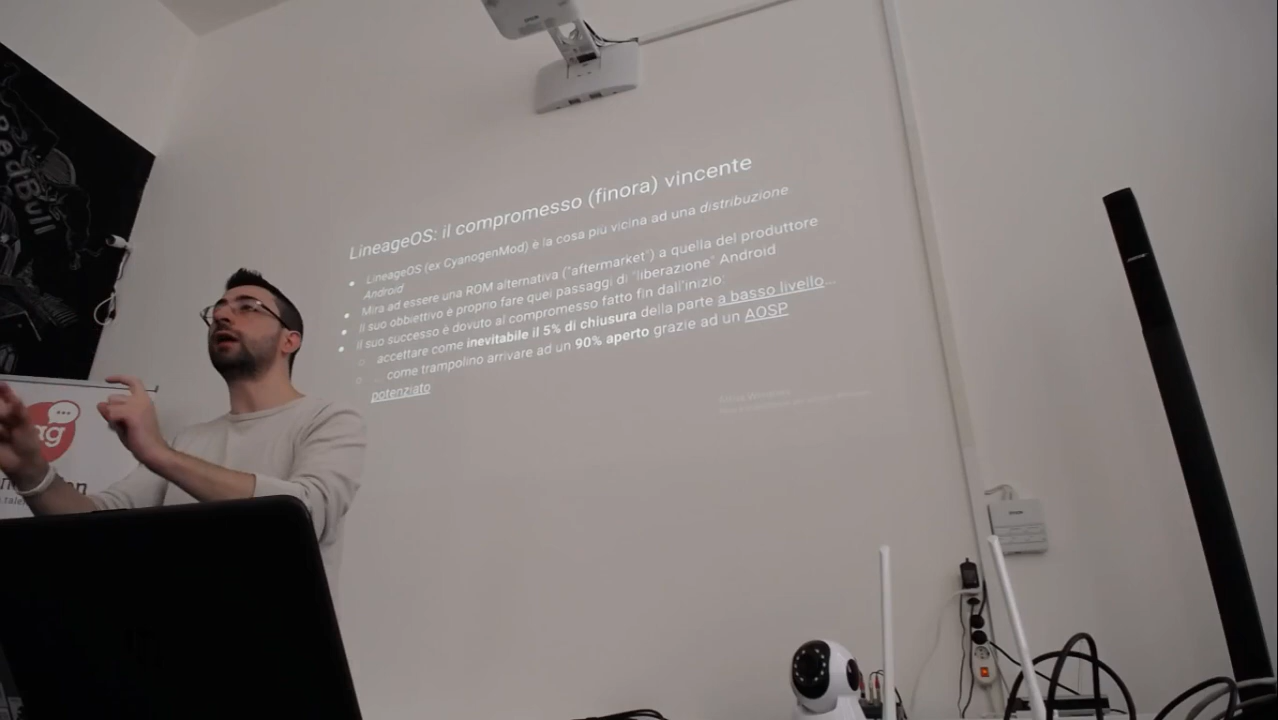 LineageOS: il compromesso (finora) vincente
LineageOS (ex CyanogenMod) è la cosa più vicina ad una distribuzione
Android
Mira ad essere una ROM alternativa ("aftermarket") a quella del produttore
Il suo obbiettivo è proprio fare quei passaggi di "liberazione" Android
Il suo successo è dovuto al compromesso fatto fin dall'inizio:
accettare come inevitabile il 5% di chiusura della parte a basso livello...
... come trampolino arrivare ad un 90% aperto grazie ad un AOSP
potenziato
RedBull
ag
EPSON